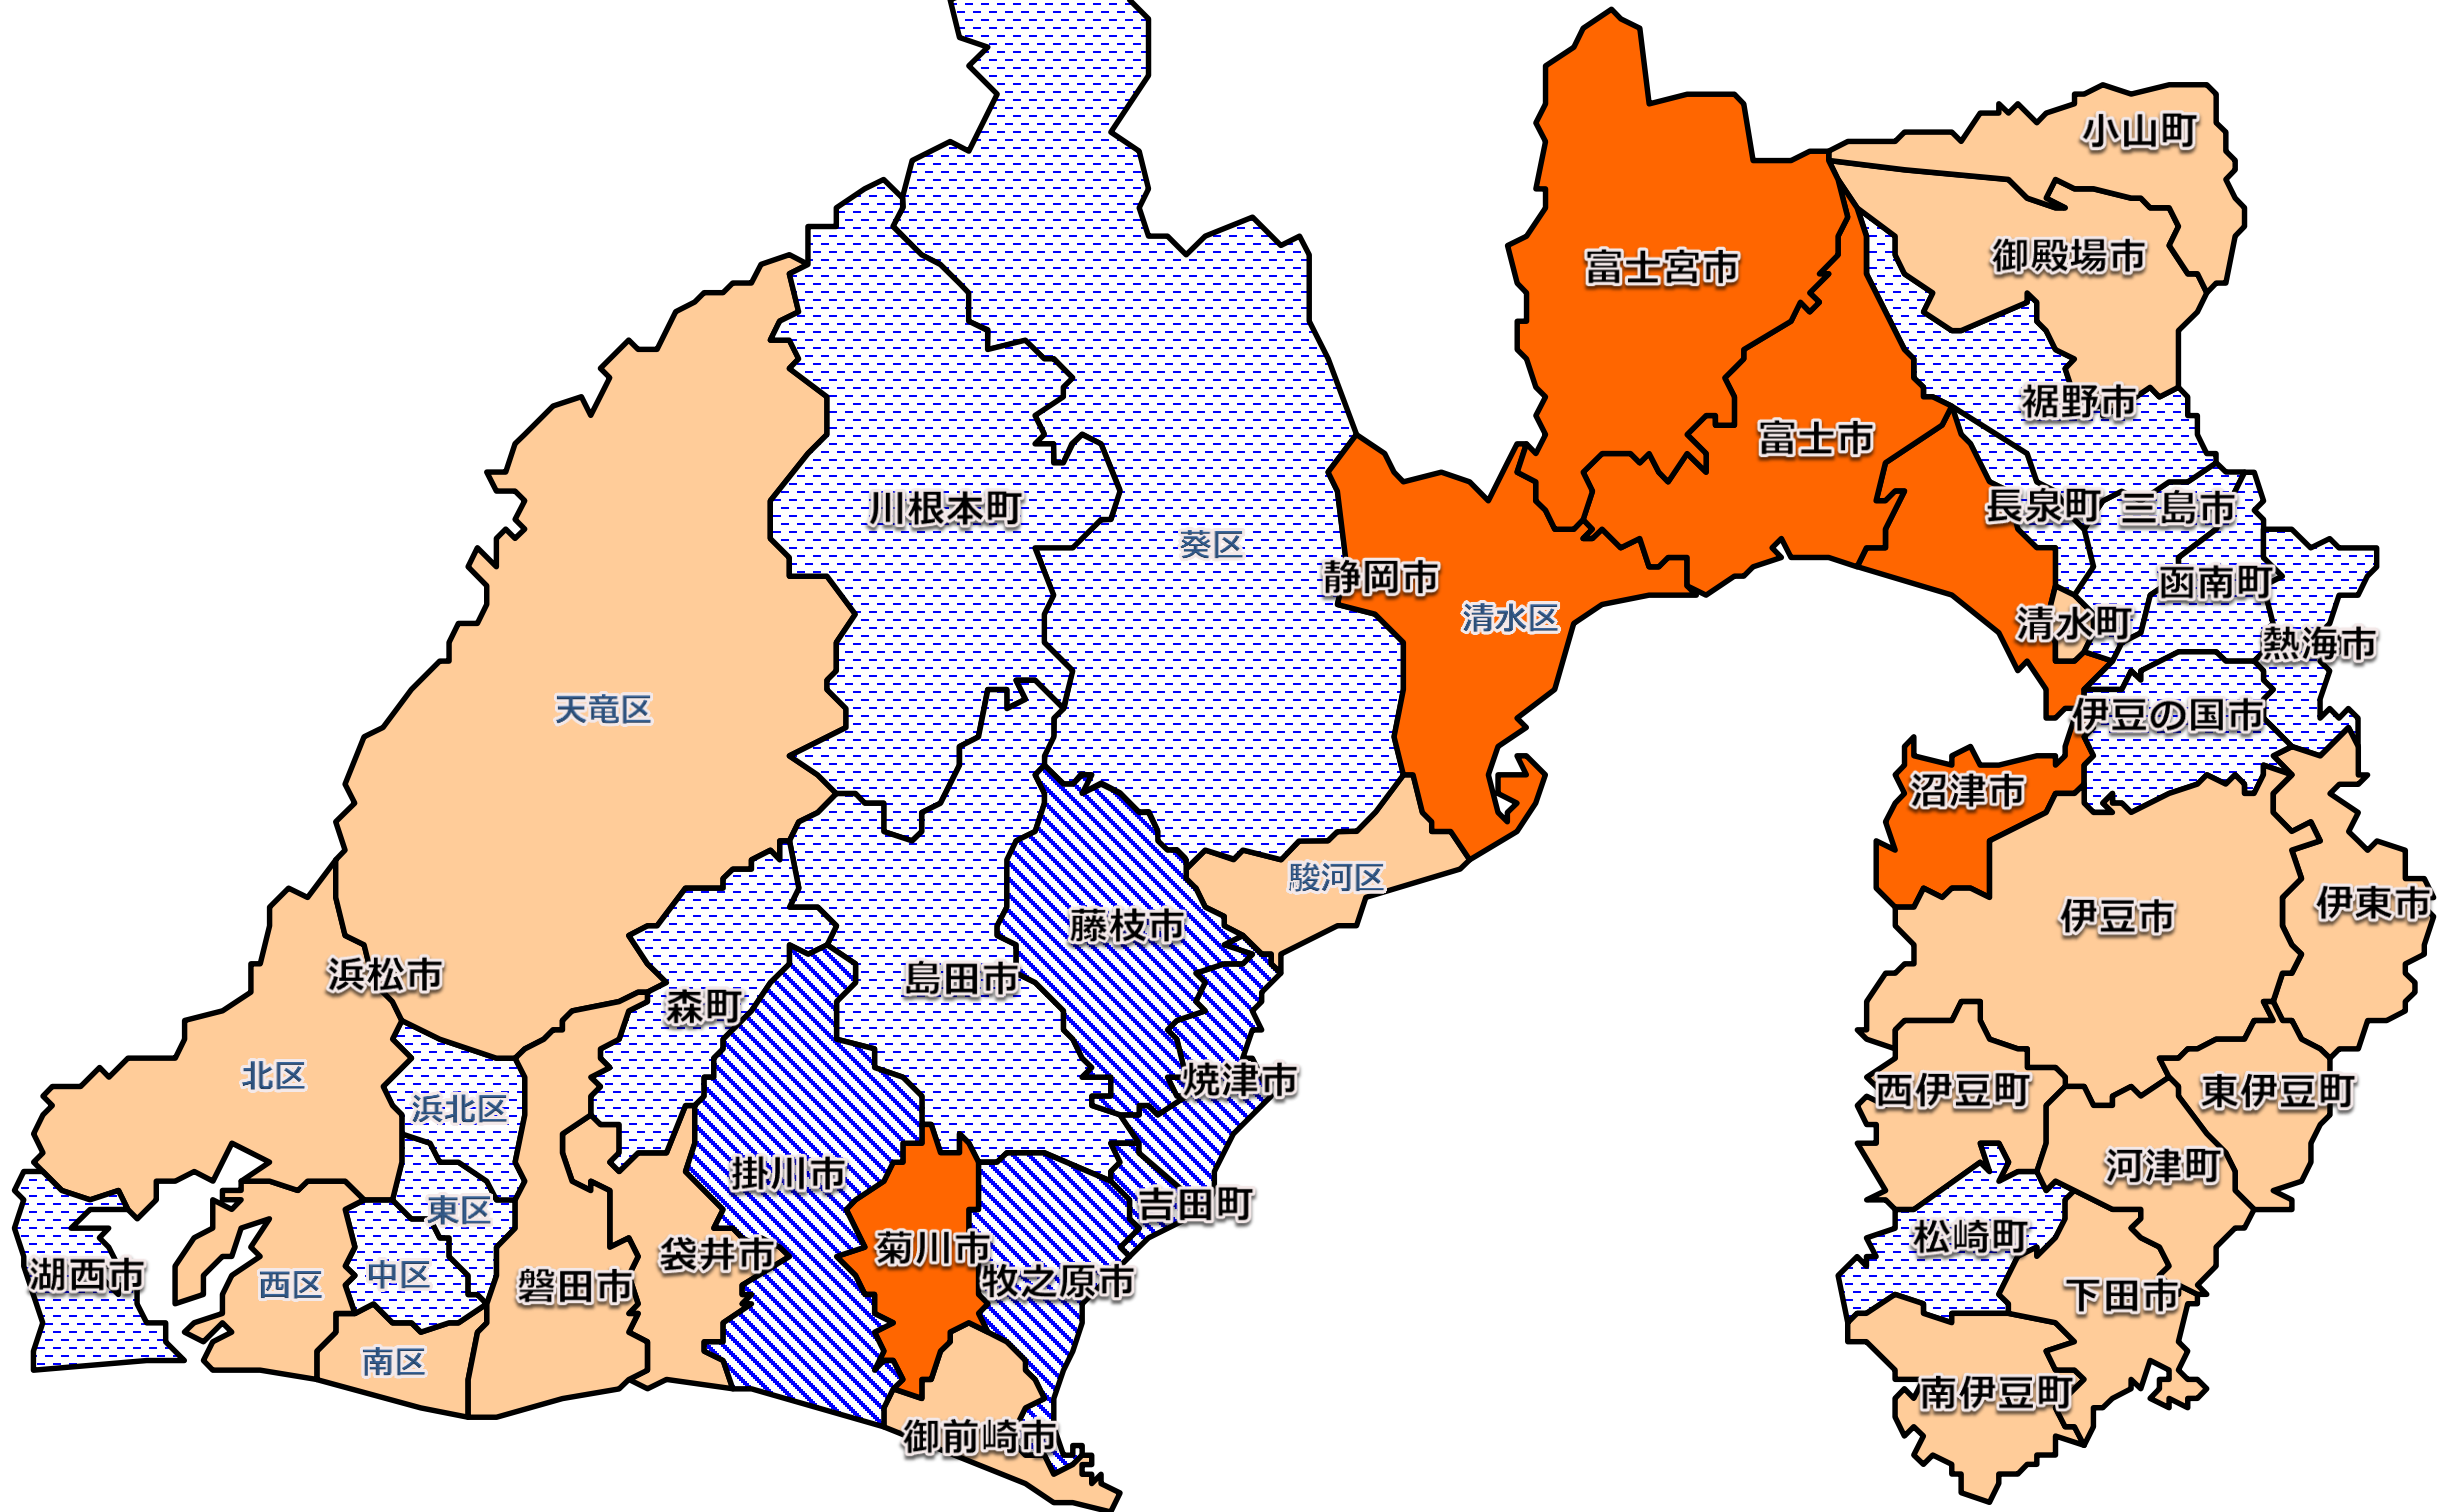 小山町
御殿場市
富士宮市
裾野市
富士市
長泉町
三島市
川根本町
葵区
静岡市
函南町
清水区
清水町
熱海市
天竜区
伊豆の国市
沼津市
駿河区
伊東市
伊豆市
藤枝市
浜松市
島田市
森町
北区
焼津市
西伊豆町
東伊豆町
浜北区
掛川市
河津町
東区
吉田町
松崎町
菊川市
袋井市
湖西市
中区
西区
磐田市
牧之原市
下田市
南区
南伊豆町
御前崎市